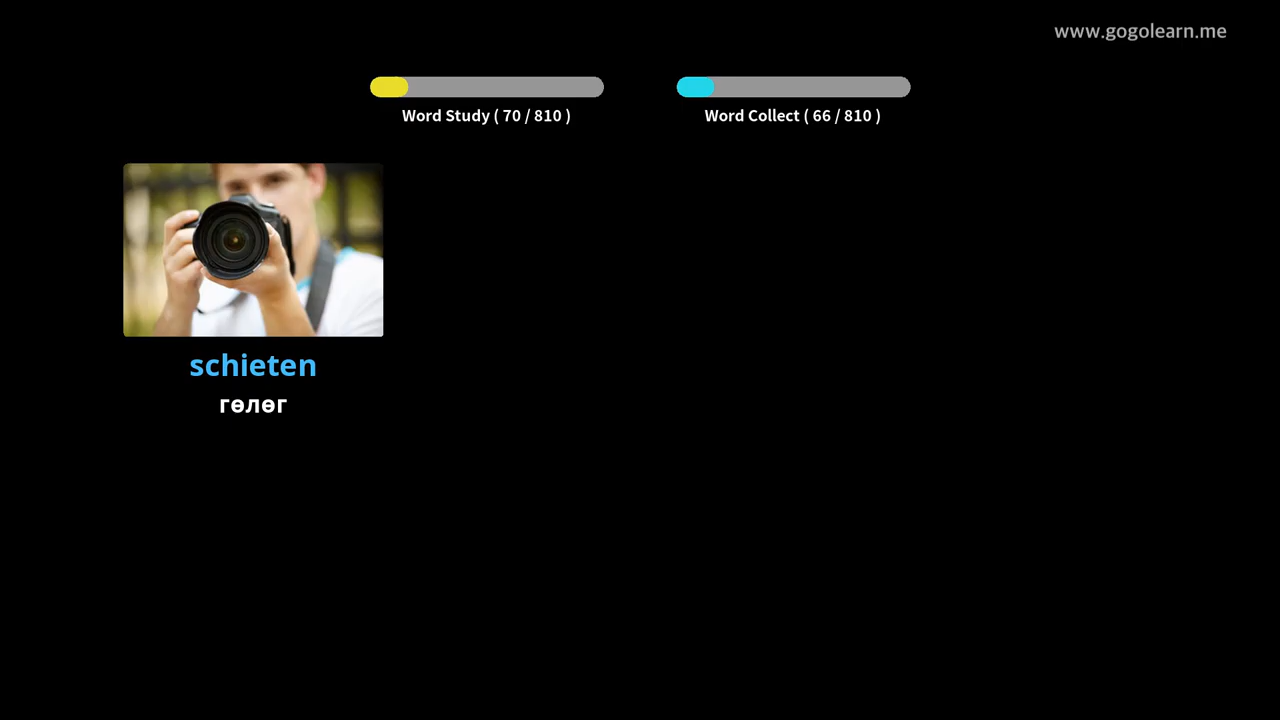 www.gogolearn.me
Word Study ( 70 / 810 )
Word Collect ( 66 / 810 )
schieten
гөлөг